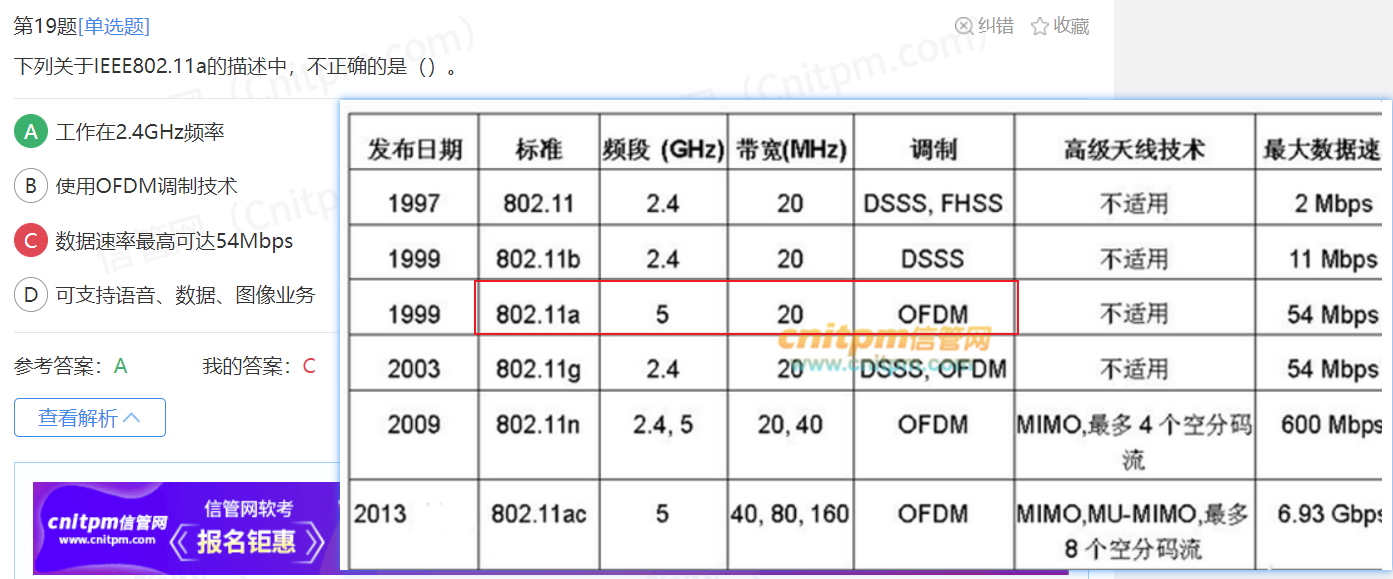 第19题[单选题]
纠错 收藏
下列关于IEEE802.11a的描述中，不正确的是（）。
A 工作在2.4GHz频率
B 使用OFDM调制技术
C 数据速率最高可达54Mbps
D 可支持语音、数据、图像业务
参考答案：A 我的答案：C
查看解析
cnitpm信管网
www.cnitpm.com
信管网软考
报名钜惠
发布日期 标准 频段 (GHz) 带宽(MHz) 调制 高级天线技术 最大数据速
1997 802.11 2.4 20 DSSS, FHSS 不适用 2 Mbps
1999 802.11b 2.4 20 DSSS 不适用 11 Mbps
1999 802.11a 5 20 OFDM 不适用 54 Mbps
cnitpm信管网
www.cnitpm.com
2003 802.11g 2.4 20 DSSS, OFDM 不适用 54 Mbps
2009 802.11n 2.4, 5 20, 40 OFDM MIMO,最多 4 个空分码 600 Mbps
流
2013 802.11ac 5 40, 80, 160 OFDM MIMO,MU-MIMO,最多 6.93 Gbps
8 个空分码流
信管网（Cnitpm.com）